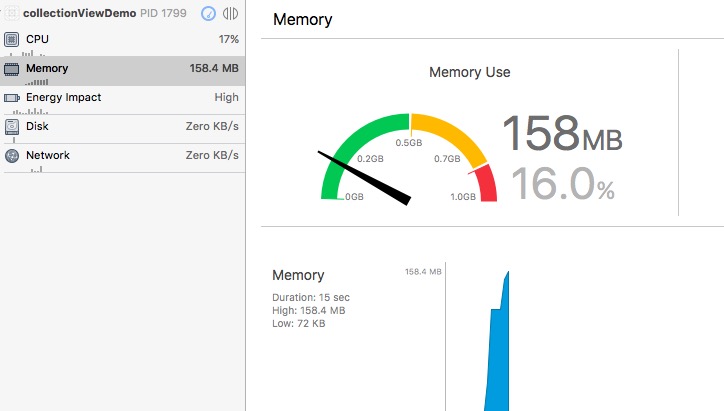 collectionViewDemo PID 1799
CPU 17%
Memory 158.4 MB
Energy Impact High
Disk Zero KB/s
Network Zero KB/s
Memory
Memory Use
0GB
0.2GB
0.5GB
0.7GB
1.0GB
158MB
16.0%
Memory
Duration: 15 sec
High: 158.4 MB
Low: 72 KB
158.4 MB